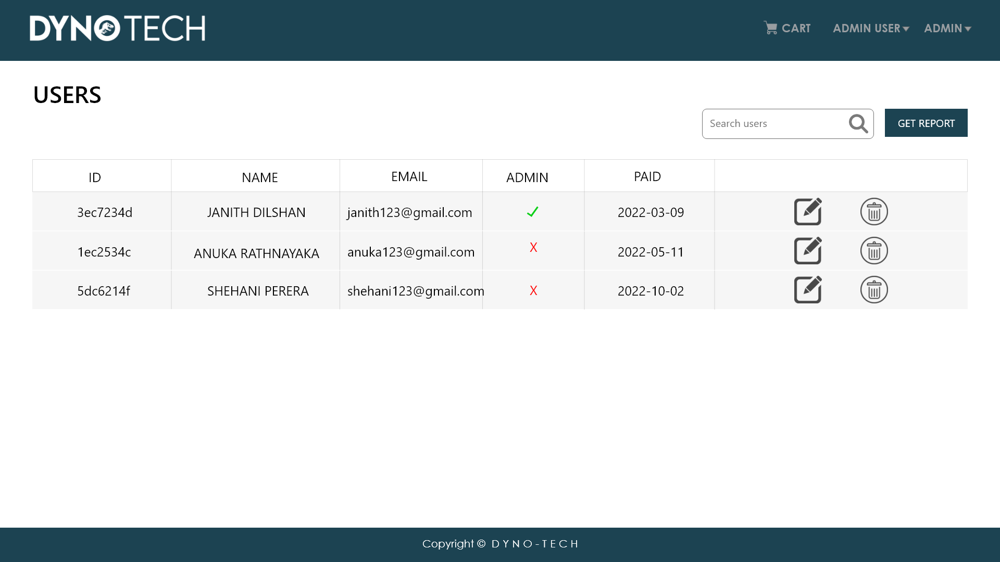 DYNOTECH CART ADMIN USER ADMIN
USERS
Search users GET REPORT
ID NAME EMAIL ADMIN PAID
3ec7234d JANITH DILSHAN janith123@gmail.com 2022-03-09
1ec2534c ANUKA RATHNAYAKA anuka123@gmail.com X 2022-05-11
5dc6214f SHEHANI PERERA shehani123@gmail.com X 2022-10-02
Copyright © DYNO-TECH